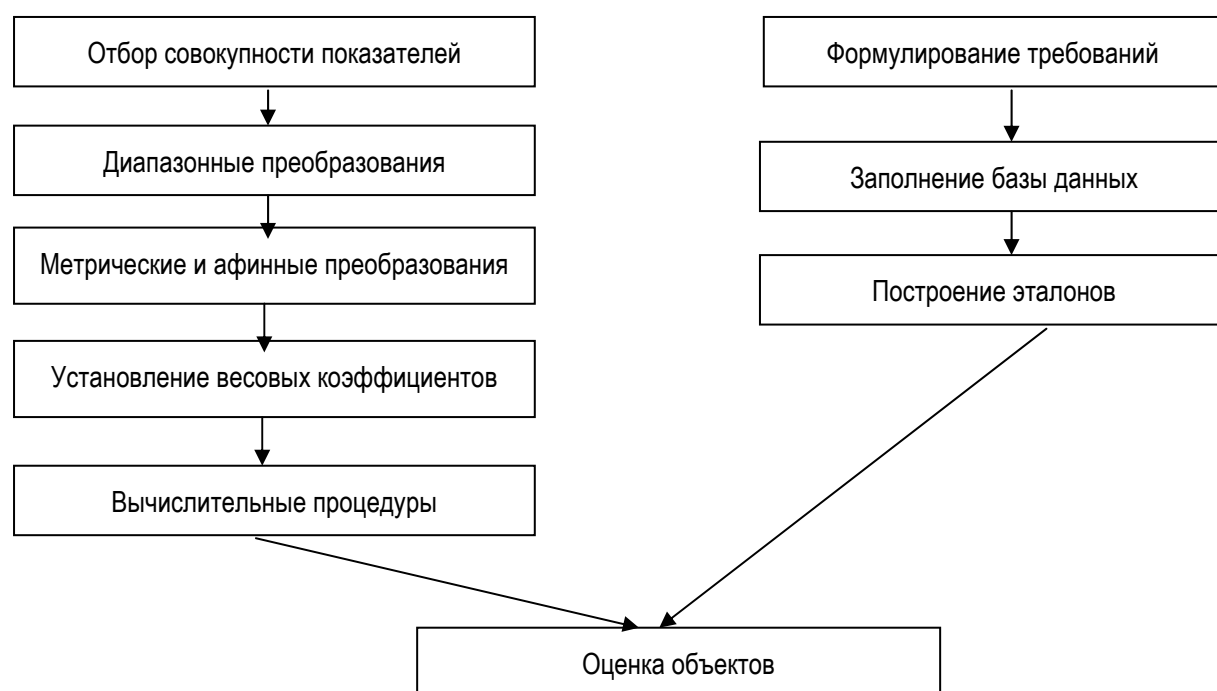 Отбор совокупности показателей
Диапазонные преобразования
Метрические и афинные преобразования
Установление весовых коэффициентов
Вычислительные процедуры
Формулирование требований
Заполнение базы данных
Построение эталонов
Оценка объектов